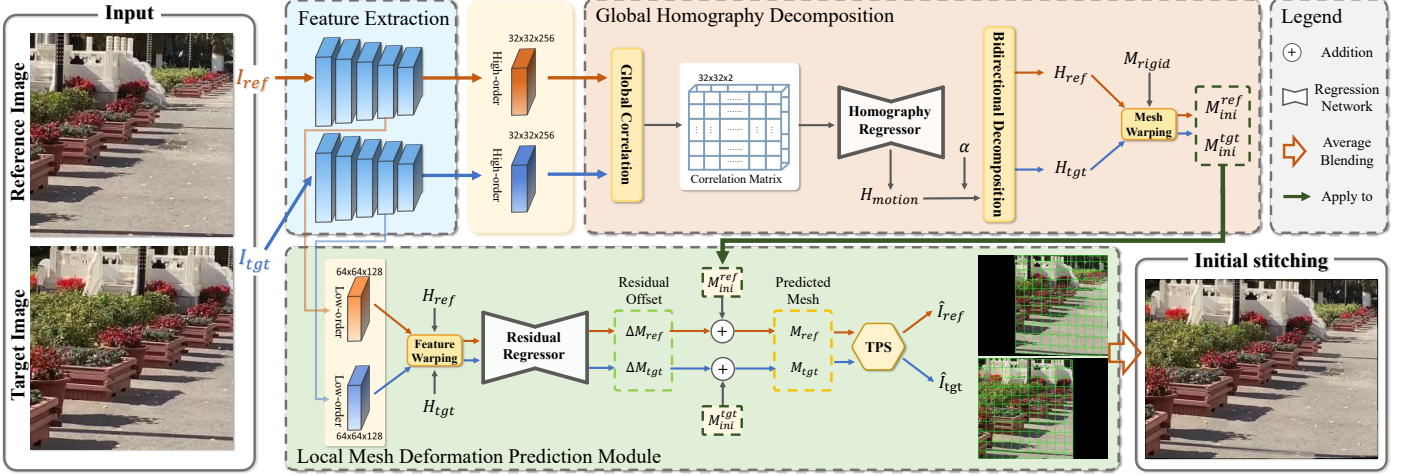 Input
Reference Image
Target Image
I_ref
I_tgt
Feature Extraction
32x32x256
High-order
32x32x256
High-order
Global Homography Decomposition
Global Correlation
32x32x2
......
......
......
......
Correlation Matrix
Homography
Regressor
H_motion
α
Bidirectional Decomposition
H_ref
H_tgt
M_rigid
Mesh
Warping
M_ini^ref
M_ini^tgt
Legend
Addition
Regression
Network
Average
Blending
Apply to
64x64x128
Low-order
Low-order
64x64x128
H_ref
Feature
Warping
H_tgt
Residual
Regressor
Residual
Offset
ΔM_ref
ΔM_tgt
M_ini^ref
M_ini^tgt
Predicted
Mesh
M_ref
M_tgt
TPS
Î_ref
Î_tgt
Local Mesh Deformation Prediction Module
Initial stitching